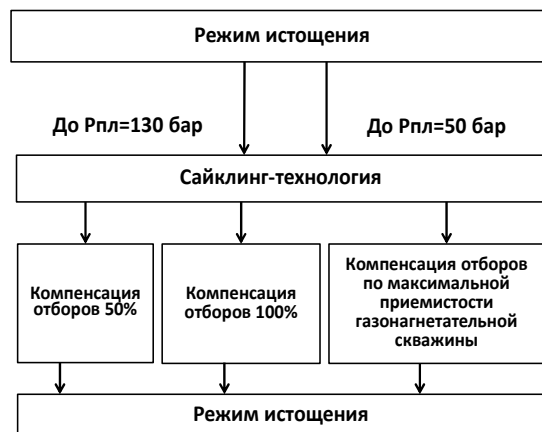 Режим истощения
До Рпл=130 бар
До Рпл=50 бар
Сайклинг-технология
Компенсация
отборов 50%
Компенсация
отборов 100%
Компенсация отборов
по максимальной
приемистости
газонагнетательной
скважины
Режим истощения